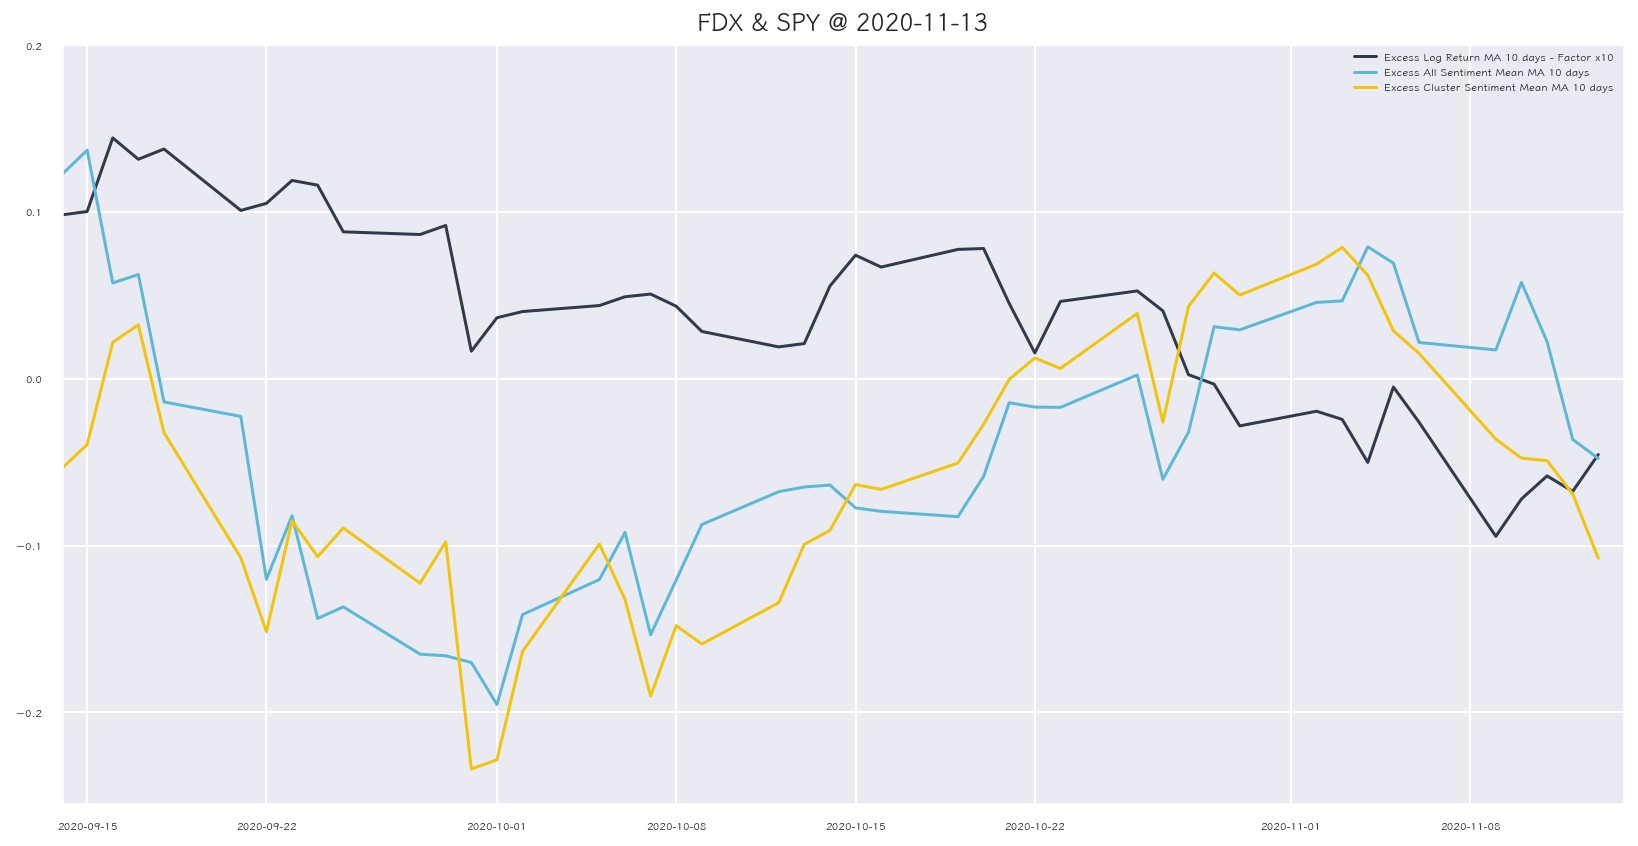 FDX & SPY @ 2020-11-13
Excess Log Return MA 10 days - Factor x10
Excess All Sentiment Mean MA 10 days
Excess Cluster Sentiment Mean MA 10 days
0.2
0.1
0.0
−0.1
−0.2
2020-09-15 2020-09-22 2020-10-01 2020-10-08 2020-10-15 2020-10-22 2020-11-01 2020-11-08